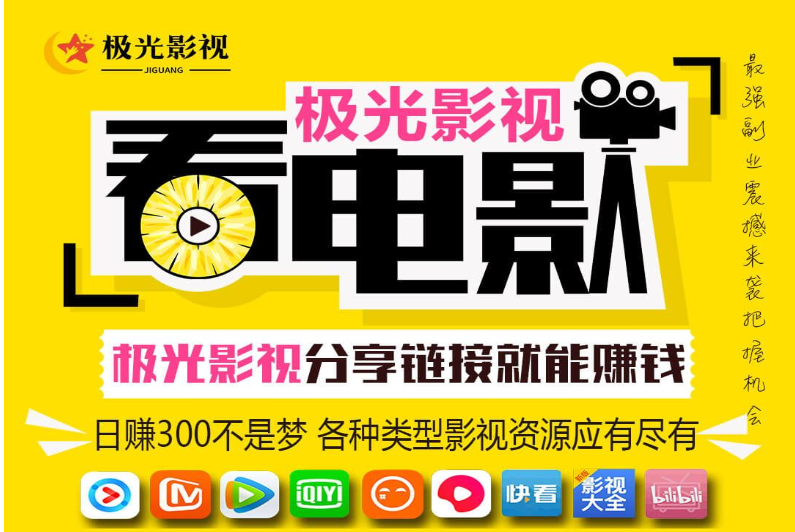 极光影视
JIGUANG
极光影视
看电影
最强副业震撼来袭把握机会
极光影视分享链接就能赚钱
日赚300不是梦 各种类型影视资源应有尽有
iQIYI
快看
新版
影视
大全
bilibili